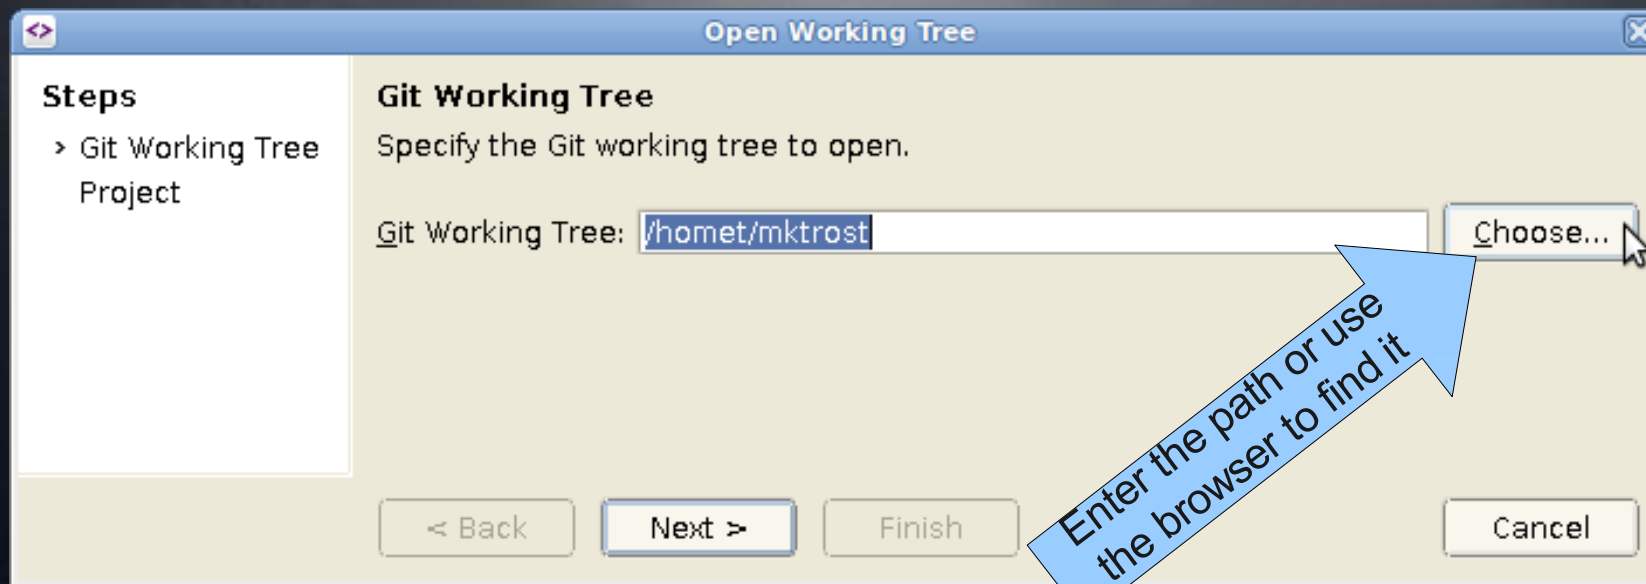 Open Working Tree
Steps
› Git Working Tree
Project
Git Working Tree
Specify the Git working tree to open.
Git Working Tree: /homet/mktrost
Choose...
Enter the path or use
the browser to find it
< Back
Next >
Finish
Cancel